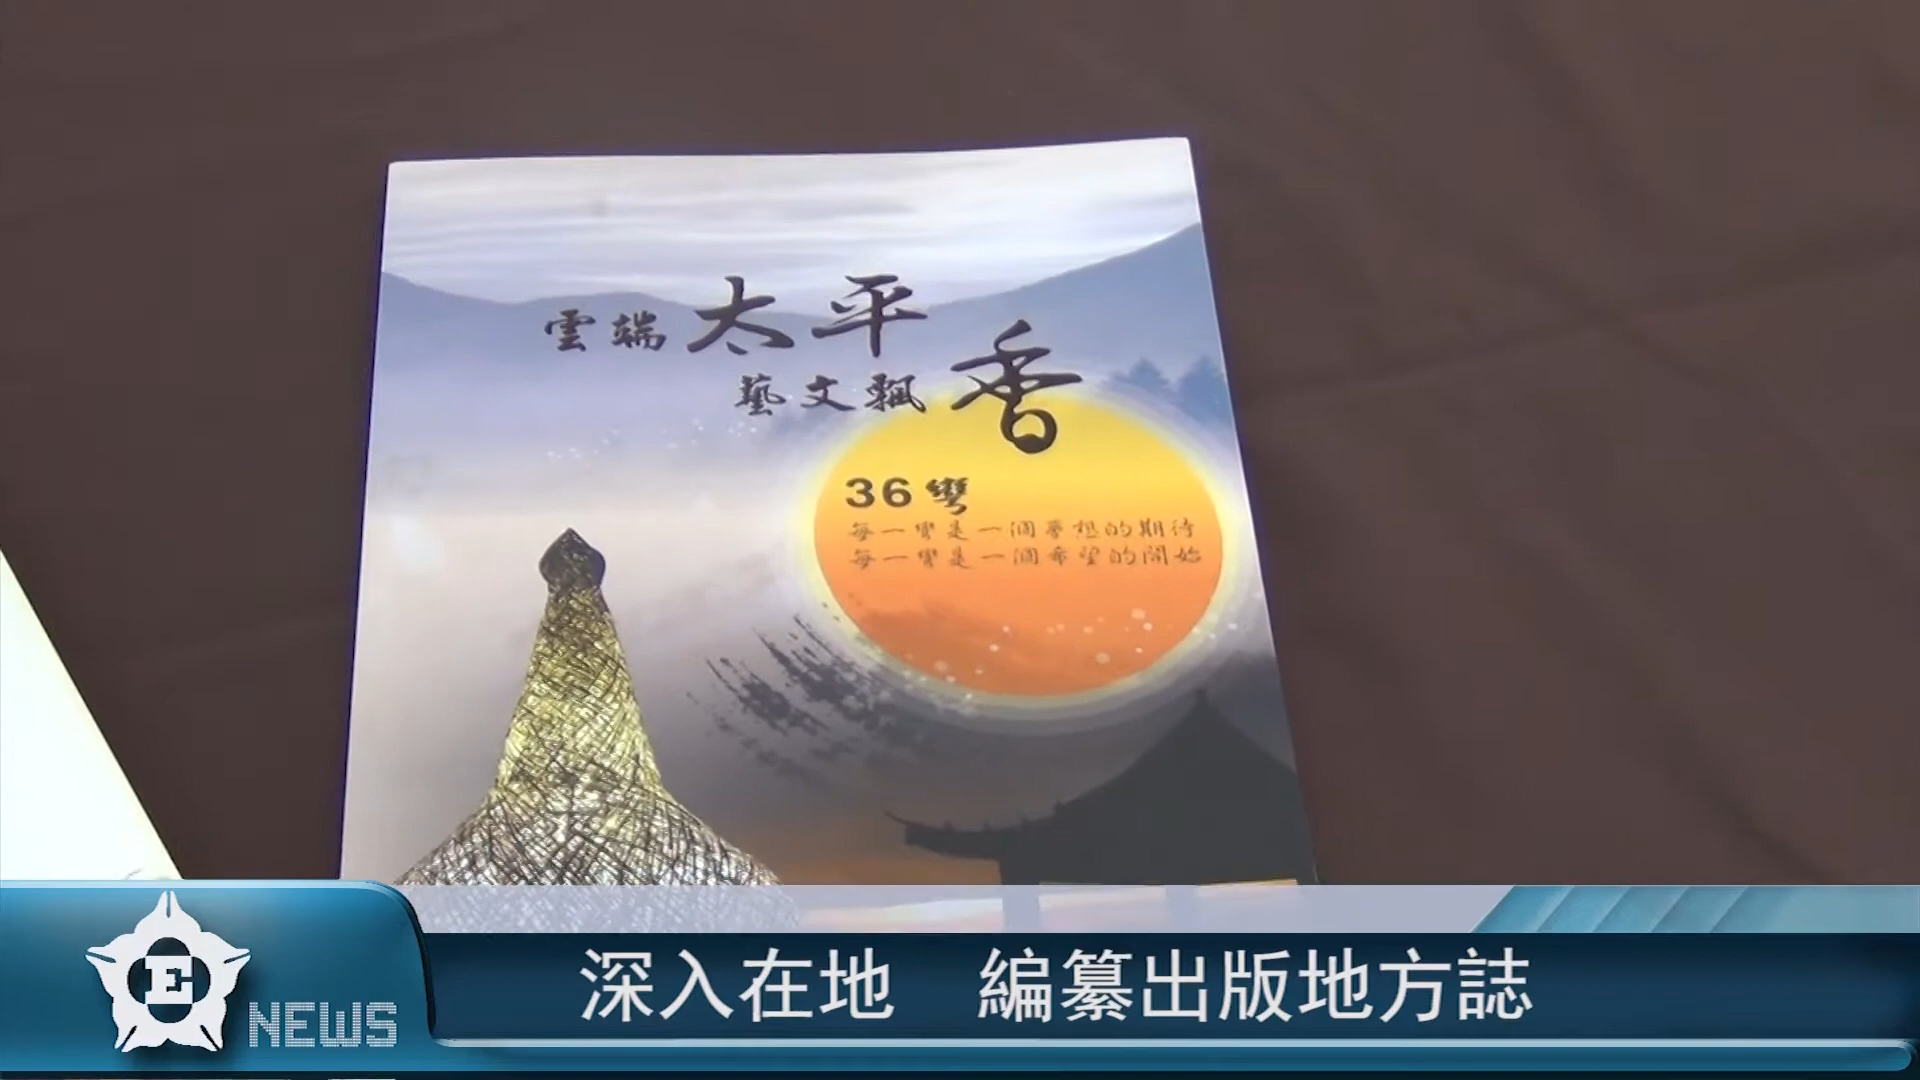 雲端太平
藝文飄香
36彎
每一彎是一個夢想的期待
每一彎是一個希望的開始
E
NEWS
深入在地 編纂出版地方誌